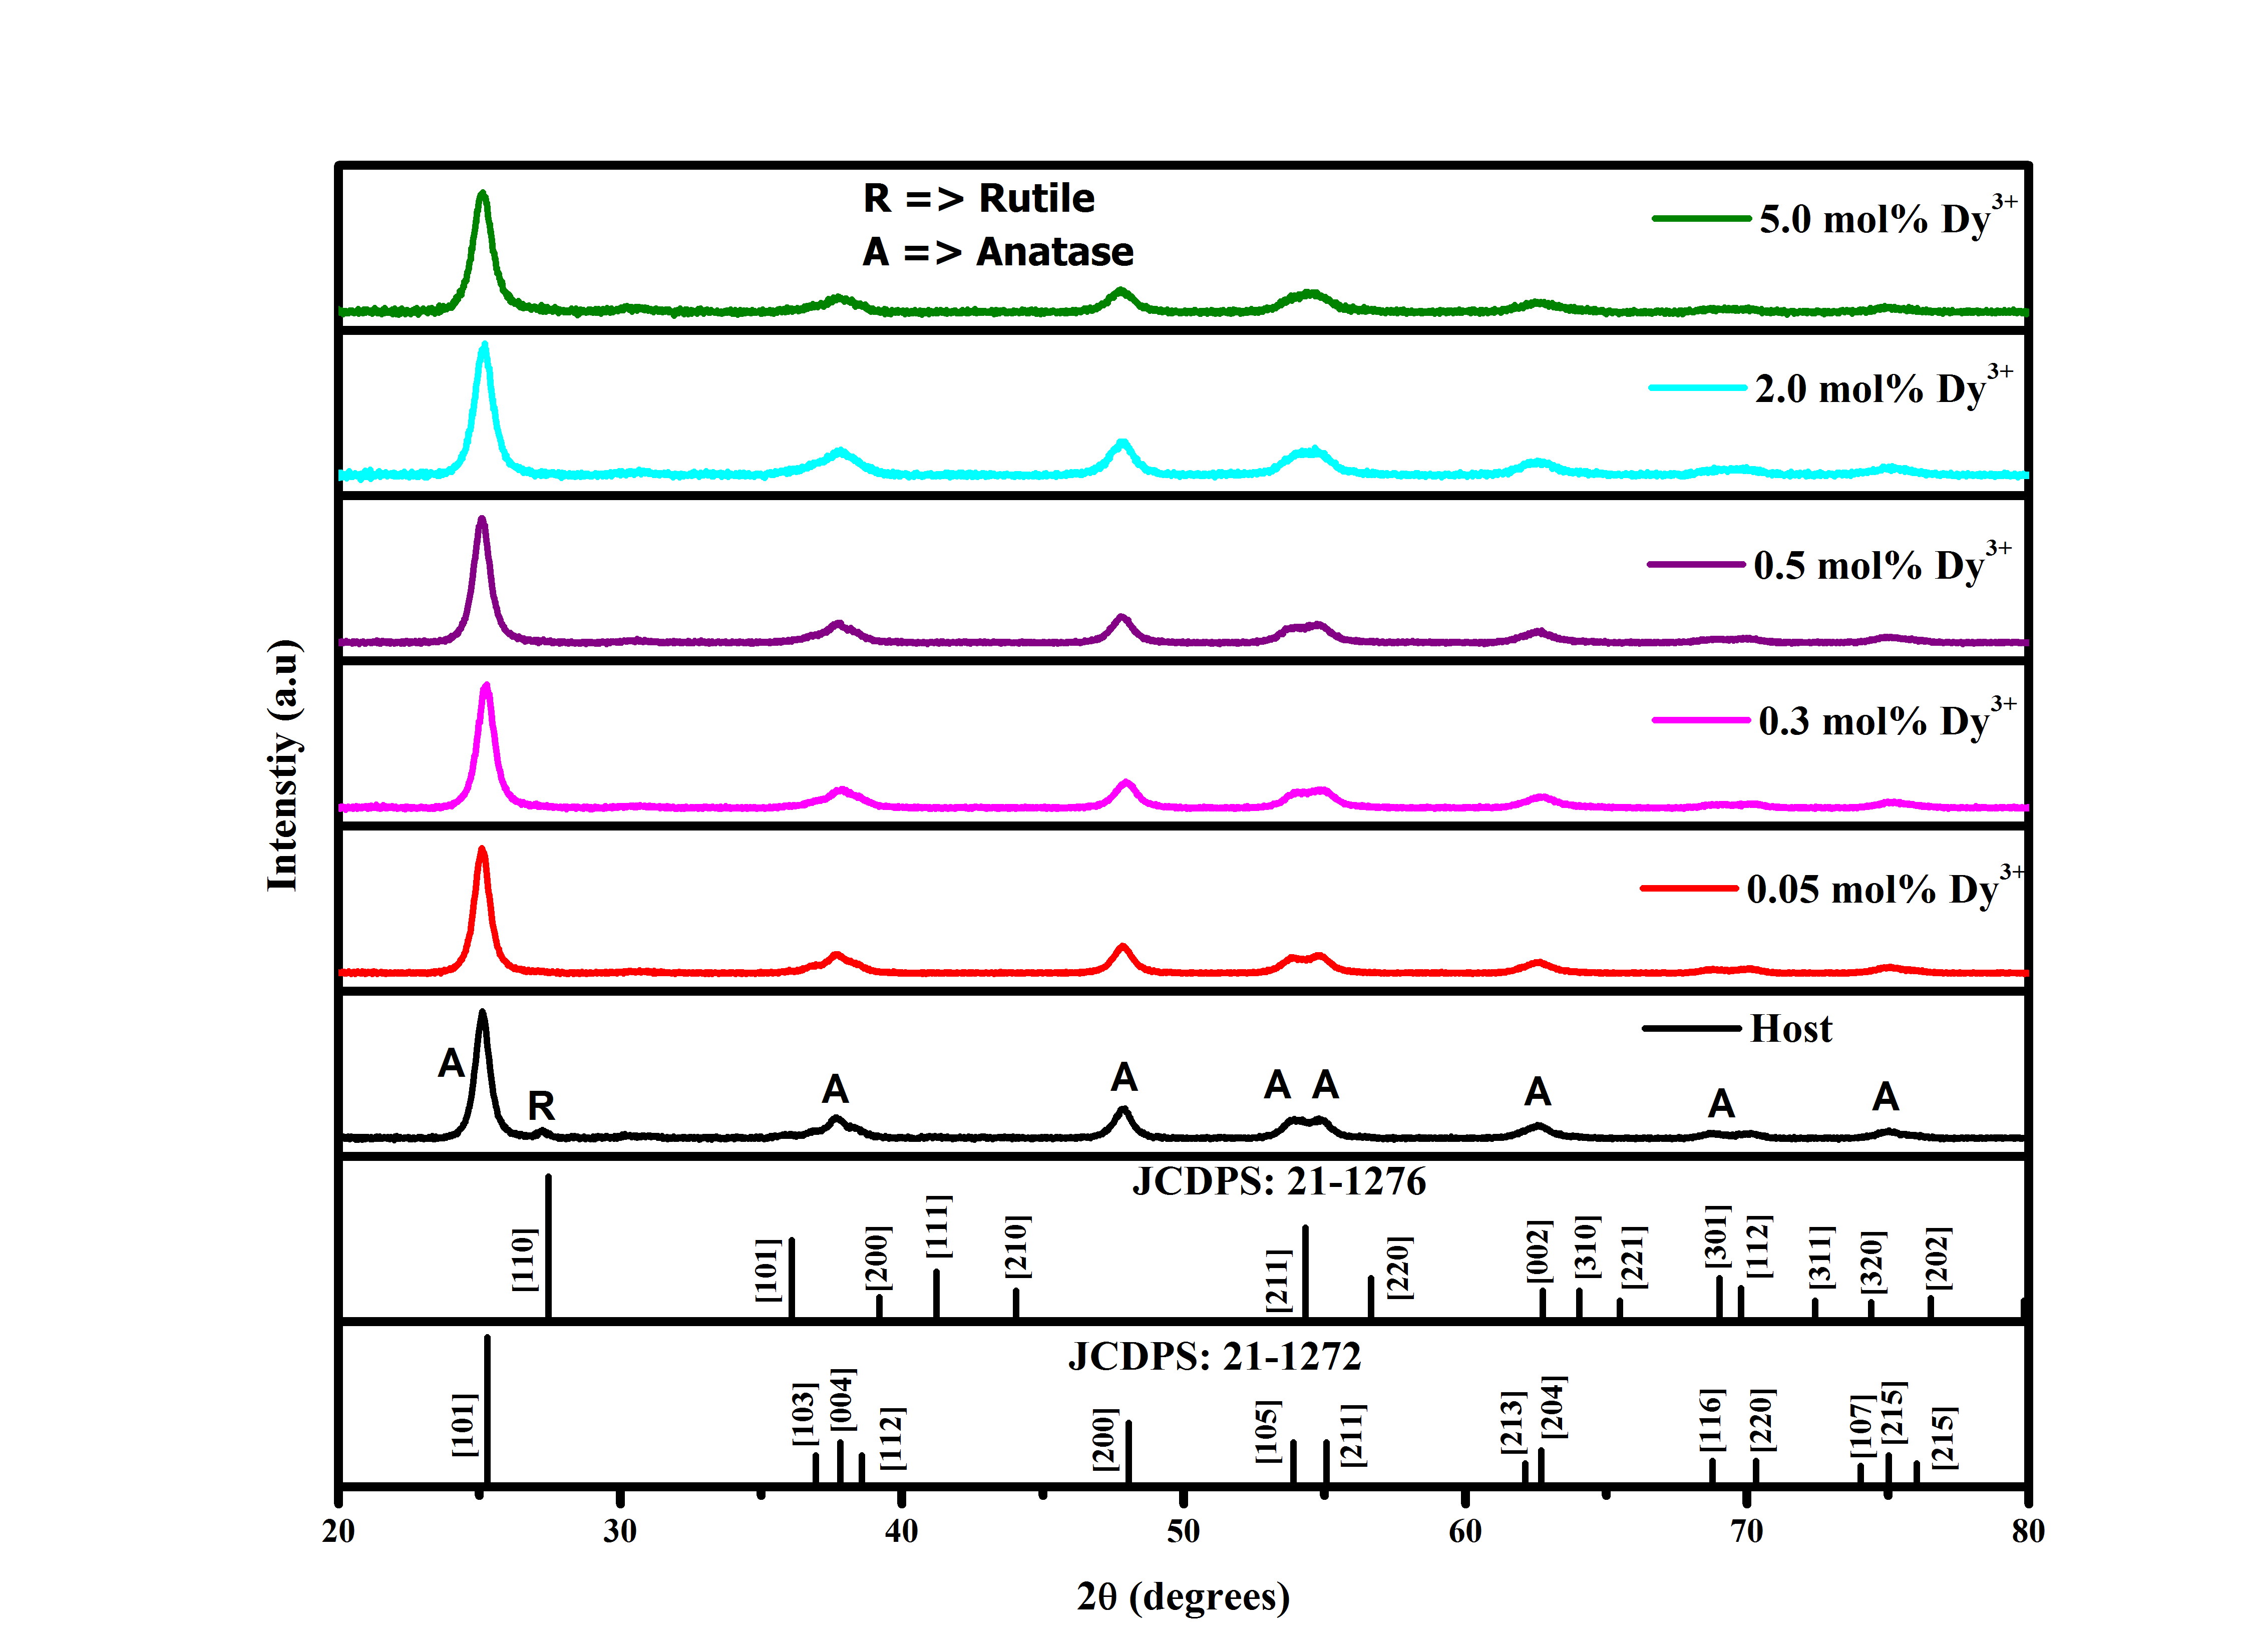 R => Rutile
A => Anatase
5.0 mol% Dy³⁺
2.0 mol% Dy³⁺
0.5 mol% Dy³⁺
0.3 mol% Dy³⁺
0.05 mol% Dy³⁺
Host
A
R
A
A
A
A
A
A
A
JCDPS: 21-1276
[110]
[101]
[200]
[111]
[210]
[211]
[220]
[002]
[310]
[221]
[301]
[112]
[311]
[320]
[202]
JCDPS: 21-1272
[101]
[103]
[004]
[112]
[200]
[105]
[211]
[213]
[204]
[116]
[220]
[107]
[215]
[215]
20 30 40 50 60 70 80
2θ (degrees)
Intenstiy (a.u)